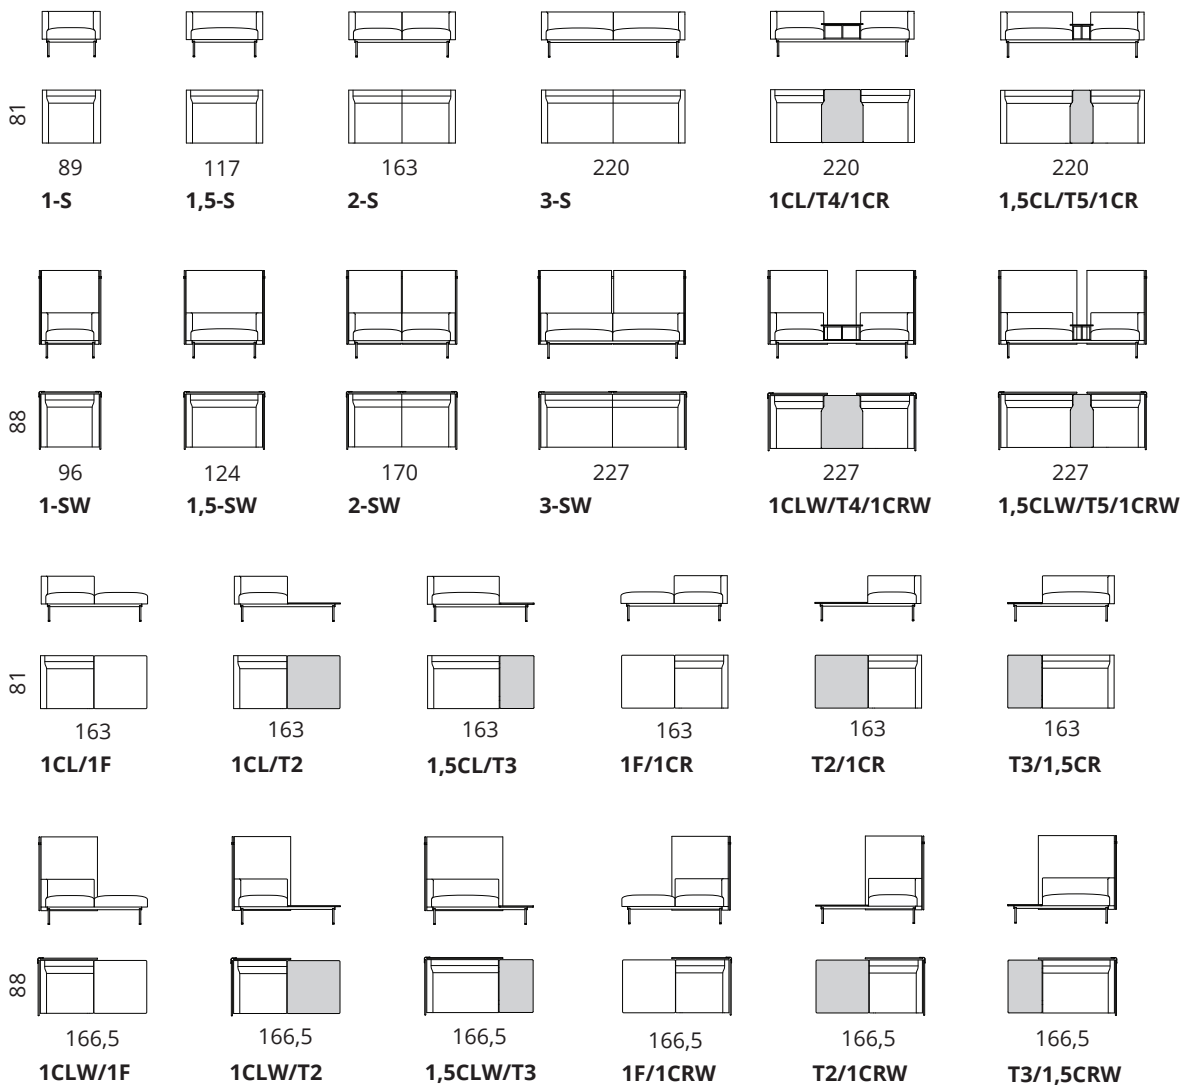 81
89 117 163 220 220 220
1-S 1,5-S 2-S 3-S 1CL/T4/1CR 1,5CL/T5/1CR
88
96 124 170 227 227 227
1-SW 1,5-SW 2-SW 3-SW 1CLW/T4/1CRW 1,5CLW/T5/1CRW
81
163 163 163 163 163 163
1CL/1F 1CL/T2 1,5CL/T3 1F/1CR T2/1CR T3/1,5CR
88
166,5 166,5 166,5 166,5 166,5 166,5
1CLW/1F 1CLW/T2 1,5CLW/T3 1F/1CRW T2/1CRW T3/1,5CRW